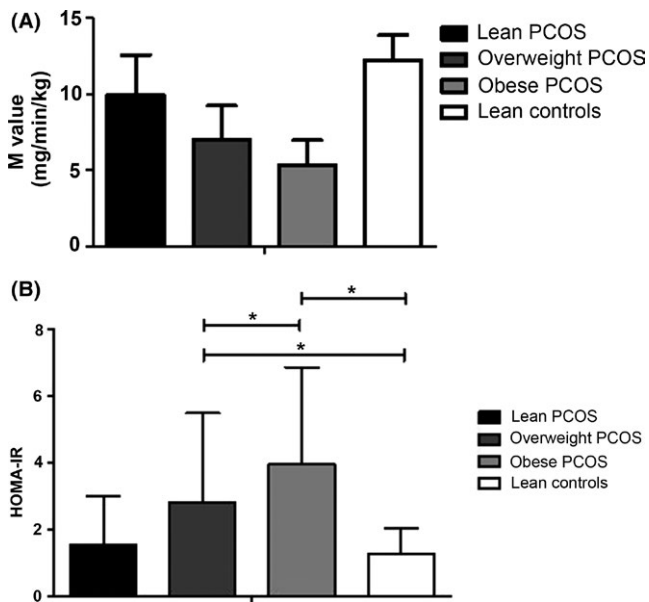 (A)
15
10
5
0
M value
(mg/min/kg)
Lean PCOS
Overweight PCOS
Obese PCOS
Lean controls
(B)
*
*
*
8
6
4
2
0
HOMA-IR
Lean PCOS
Overweight PCOS
Obese PCOS
Lean controls